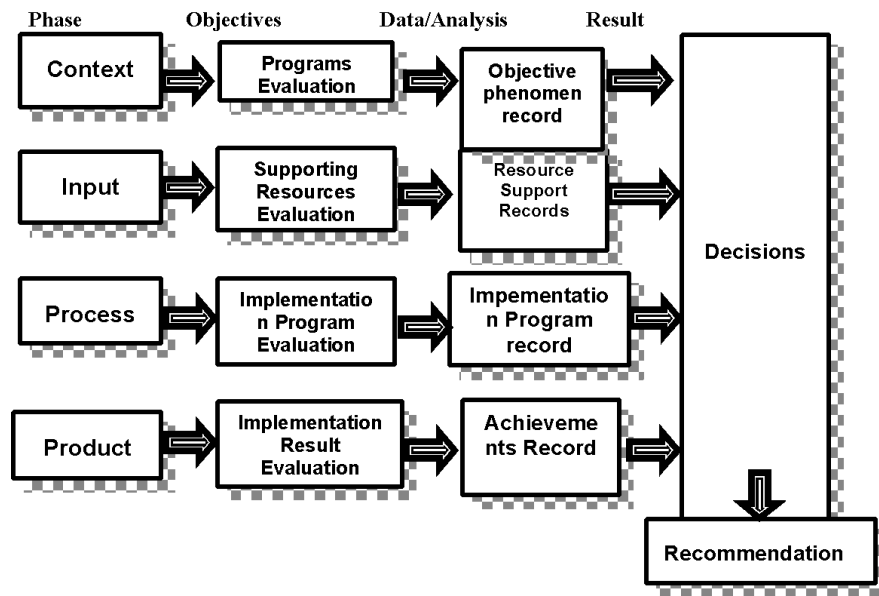 Phase
Objectives
Data/Analysis
Result
Context
Programs
Evaluation
Objective
phenomen
record
Input
Supporting
Resources
Evaluation
Resource
Support
Records
Decisions
Process
Implementatio
n Program
Evaluation
Impementatio
n Program
record
Product
Implementation
Result
Evaluation
Achieveme
nts Record
Recommendation